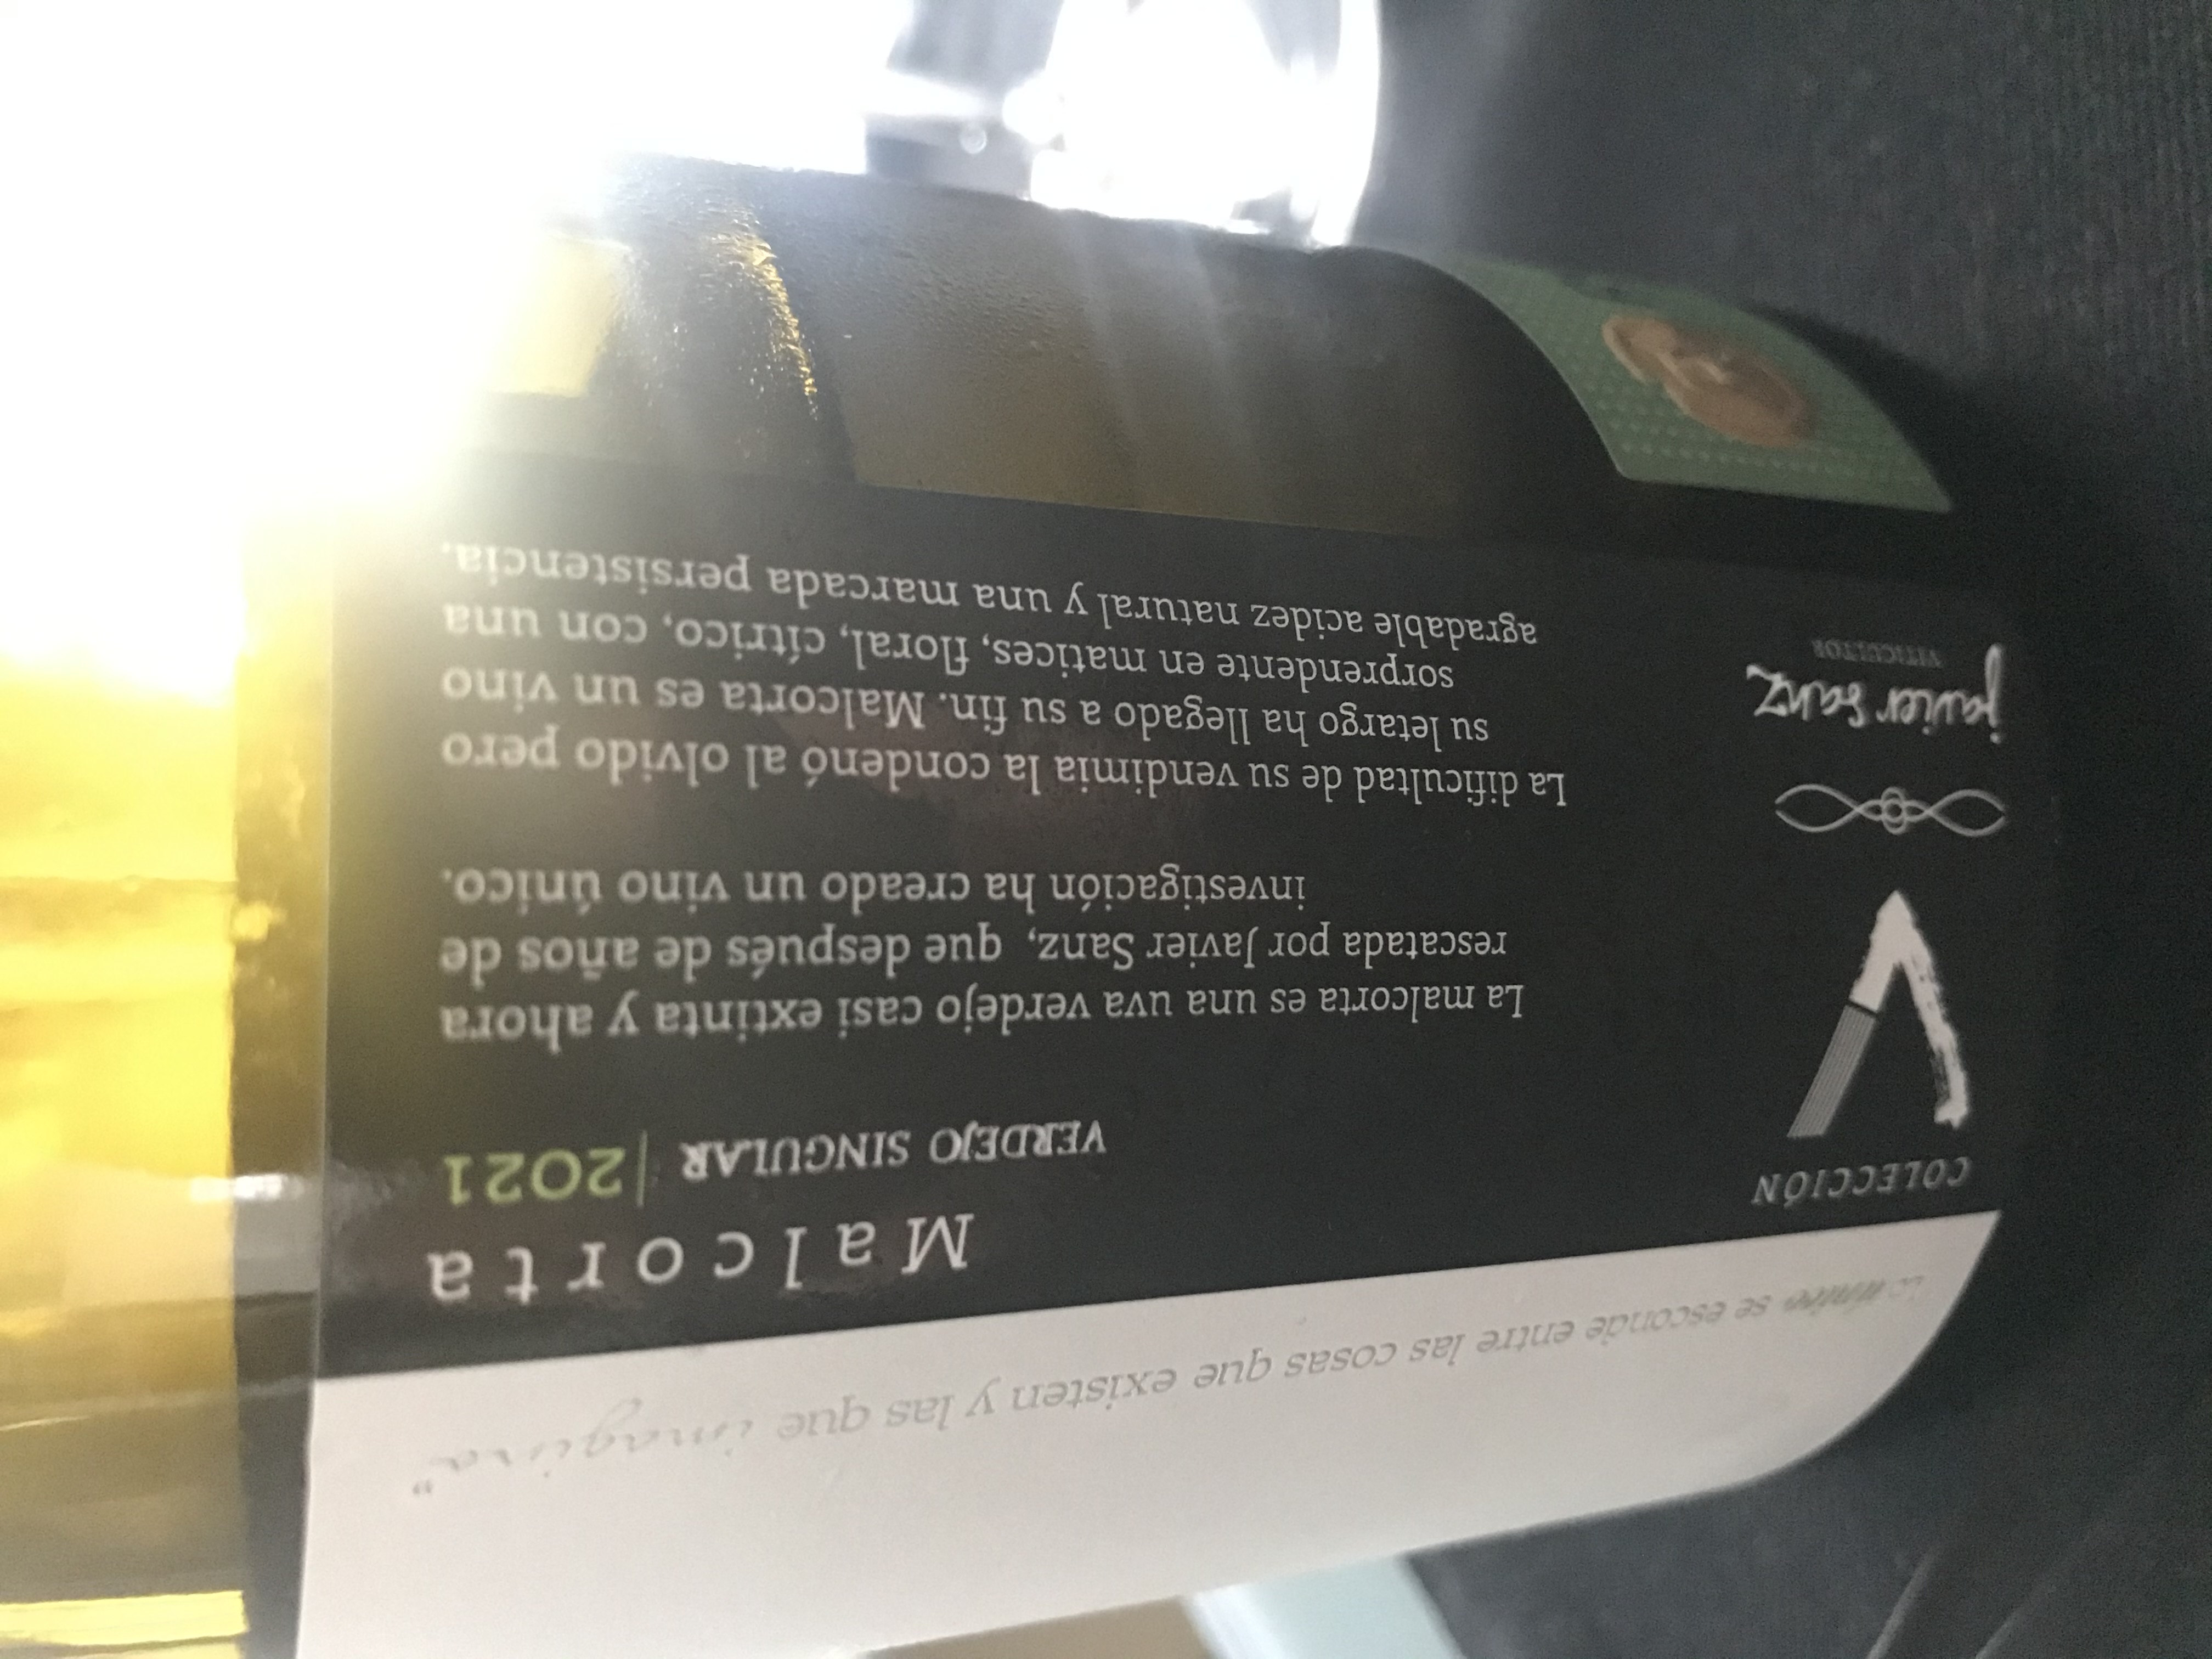 se esconde entre las cosas que existen y las que imagina"
Malcorta
VERDEJO SINGULAR | 2021
La malcorta es una uva verdejo casi extinta y ahora
rescatada por Javier Sanz, que después de años de
investigación ha creado un vino único.
La dificultad de su vendimia la condenó al olvido pero
su letargo ha llegado a su fin. Malcorta es un vino
sorprendente en matices, floral, cítrico, con una
agradable acidez natural y una marcada persistencia.
COLECCIÓN
V
javier sanz
VITICULTOR